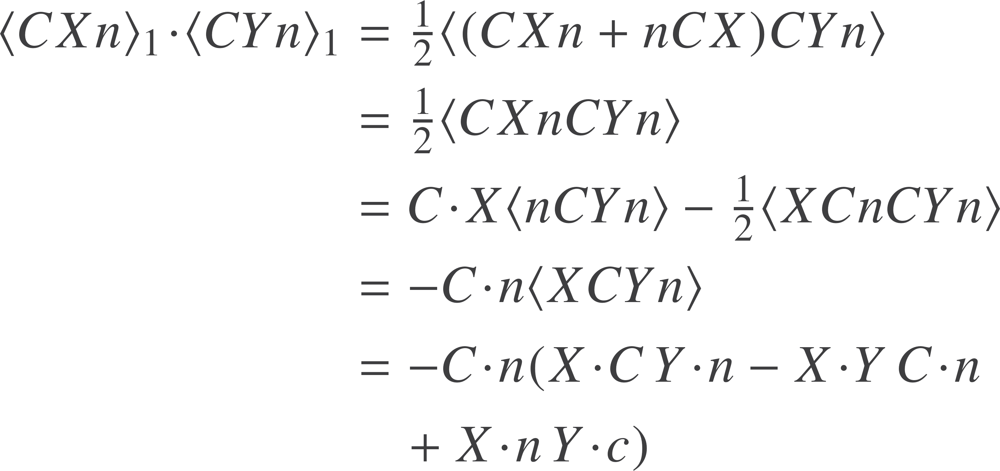 ⟨CXn⟩₁·⟨CYn⟩₁ = ½⟨(CXn + nCX)CYn⟩
= ½⟨CXnCYn⟩
= C·X⟨nCYn⟩ − ½⟨XCnCYn⟩
= −C·n⟨XCYn⟩
= −C·n(X·C Y·n − X·Y C·n
+ X·n Y·c)